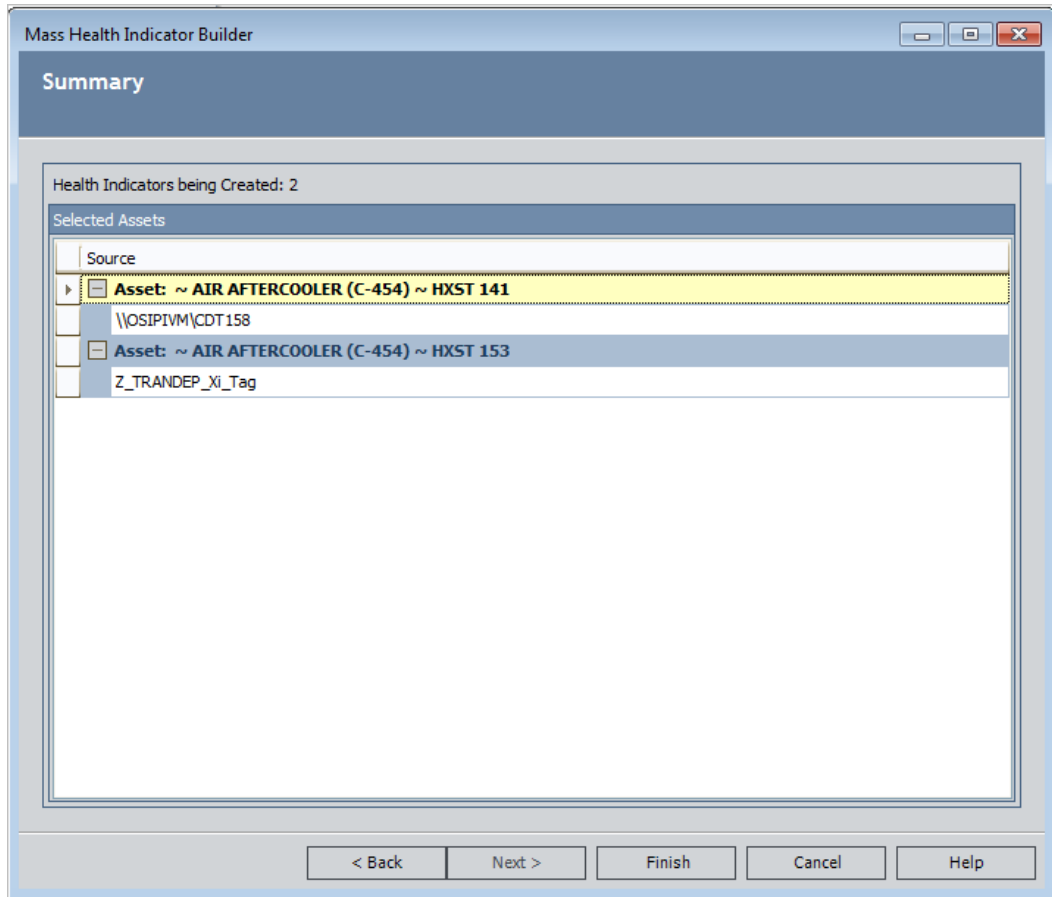 Mass Health Indicator Builder
Summary
Health Indicators being Created: 2
Selected Assets
Source
Asset: ~ AIR AFTERCOOLER (C-454) ~ HXST 141
\\OSIPIVM\CDT158
Asset: ~ AIR AFTERCOOLER (C-454) ~ HXST 153
Z_TRANDEP_Xi_Tag
< Back Next > Finish Cancel Help